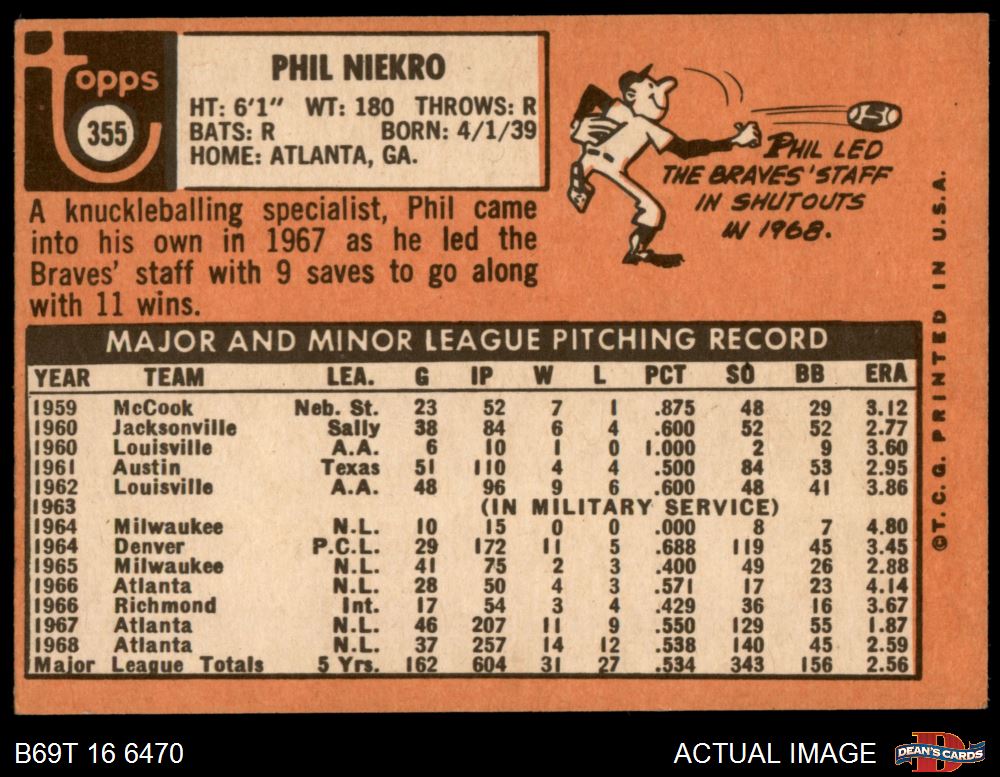 topps
355
PHIL NIEKRO
HT: 6'1" WT: 180 THROWS: R
BATS: R BORN: 4/1/39
HOME: ATLANTA, GA.
PHIL LED
THE BRAVES' STAFF
IN SHUTOUTS
IN 1968.
A knuckleballing specialist, Phil came
into his own in 1967 as he led the
Braves' staff with 9 saves to go along
with 11 wins.
MAJOR AND MINOR LEAGUE PITCHING RECORD
YEAR TEAM LEA. G IP W L PCT SO BB ERA
1959 McCook Neb. St. 23 52 7 1 .875 48 29 3.12
1960 Jacksonville Sally 38 84 6 4 .600 52 52 2.77
1960 Louisville A.A. 6 10 1 0 1.000 2 9 3.60
1961 Austin Texas 51 110 4 4 .500 84 53 2.95
1962 Louisville A.A. 48 96 9 6 .600 48 41 3.86
1963 (IN MILITARY SERVICE)
1964 Milwaukee N.L. 10 15 0 0 .000 8 7 4.80
1964 Denver P.C.L. 29 172 11 5 .688 119 45 3.45
1965 Milwaukee N.L. 41 75 2 3 .400 49 26 2.88
1966 Atlanta N.L. 28 50 4 3 .571 17 23 4.14
1966 Richmond Int. 17 54 3 4 .429 36 16 3.67
1967 Atlanta N.L. 46 207 11 9 .550 129 55 1.87
1968 Atlanta N.L. 37 257 14 12 .538 140 45 2.59
Major League Totals 5 Yrs. 162 604 31 27 .534 343 156 2.56
©T.C.G. PRINTED IN U.S.A.
B69T 16 6470
ACTUAL IMAGE
DEAN'S CARDS